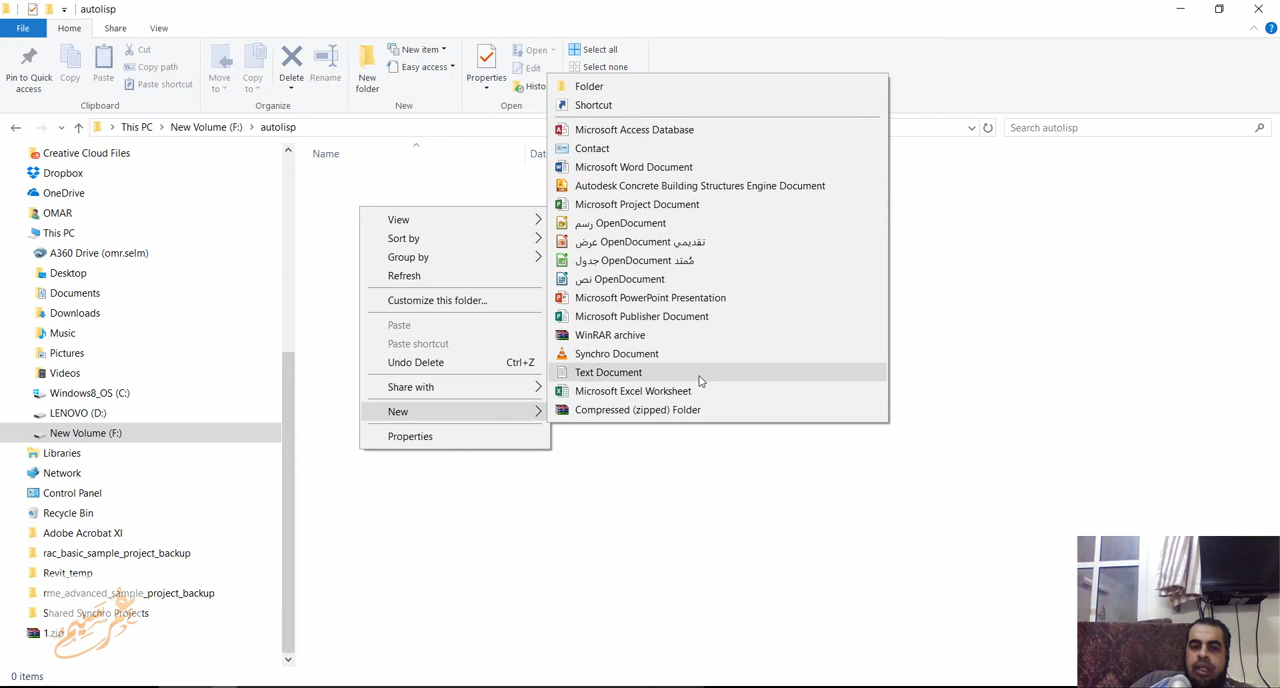 autolisp
File
Home
Share
View
Pin to Quick access
Copy
Paste
Cut
Copy path
Paste shortcut
Clipboard
Move to
Copy to
Delete
Rename
Organize
New folder
New item
Easy access
New
Properties
Open
Edit
Histo
Open
Select all
Select none
This PC
New Volume (F:)
autolisp
Search autolisp
Creative Cloud Files
Dropbox
OneDrive
OMAR
This PC
A360 Drive (omr.selm)
Desktop
Documents
Downloads
Music
Pictures
Videos
Windows8_OS (C:)
LENOVO (D:)
New Volume (F:)
Libraries
Network
Control Panel
Recycle Bin
Adobe Acrobat XI
rac_basic_sample_project_backup
Revit_temp
rme_advanced_sample_project_backup
Shared Synchro Projects
1.zip
Name
Dat
View
Sort by
Group by
Refresh
Customize this folder...
Paste
Paste shortcut
Undo Delete Ctrl+Z
Share with
New
Properties
Folder
Shortcut
Microsoft Access Database
Contact
Microsoft Word Document
Autodesk Concrete Building Structures Engine Document
Microsoft Project Document
رسم OpenDocument
تقديمي OpenDocument عرض
مُمتد OpenDocument جدول
نص OpenDocument
Microsoft PowerPoint Presentation
Microsoft Publisher Document
WinRAR archive
Synchro Document
Text Document
Microsoft Excel Worksheet
Compressed (zipped) Folder
0 items
عمر سليم